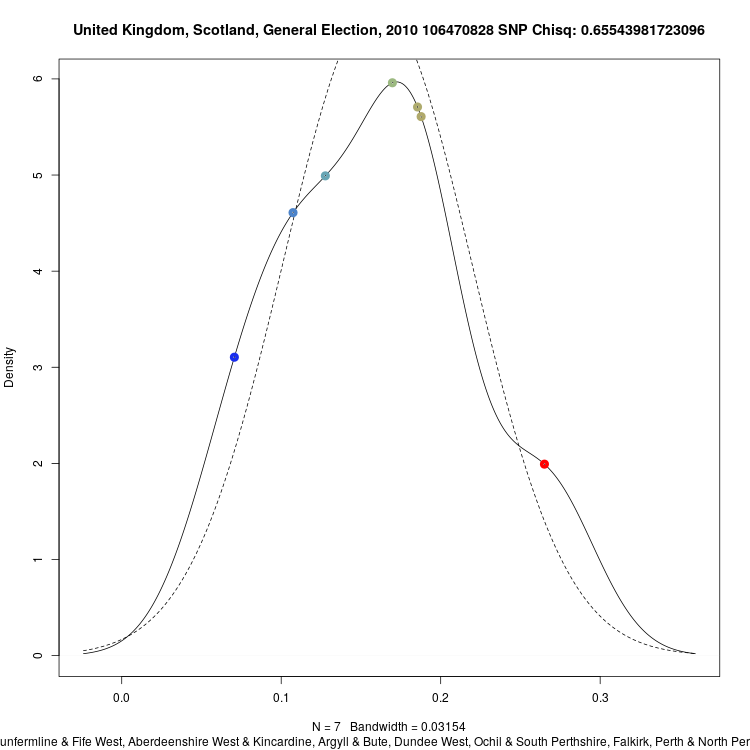 United Kingdom, Scotland, General Election, 2010 106470828 SNP Chisq: 0.65543981723096
6
5
4
3
2
1
0
Density
0.0 0.1 0.2 0.3
N = 7 Bandwidth = 0.03154
unfermline & Fife West, Aberdeenshire West & Kincardine, Argyll & Bute, Dundee West, Ochil & South Perthshire, Falkirk, Perth & North Per